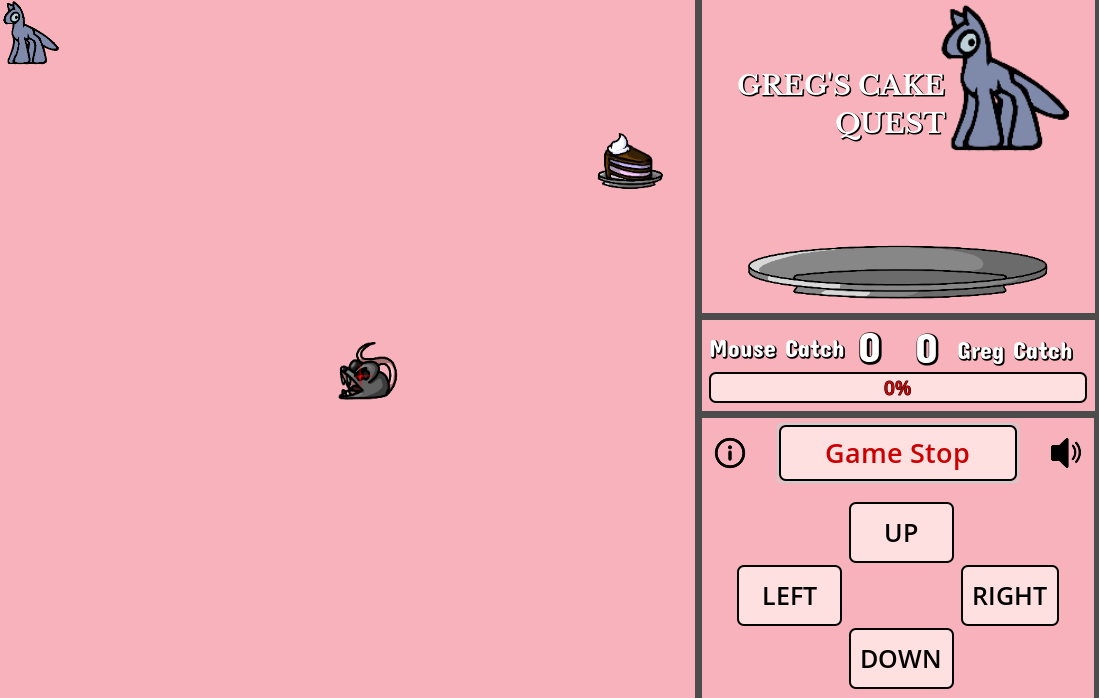 GREG'S CAKE
QUEST
Mouse Catch 0 0 Greg Catch
0%
Game Stop
UP
LEFT RIGHT
DOWN